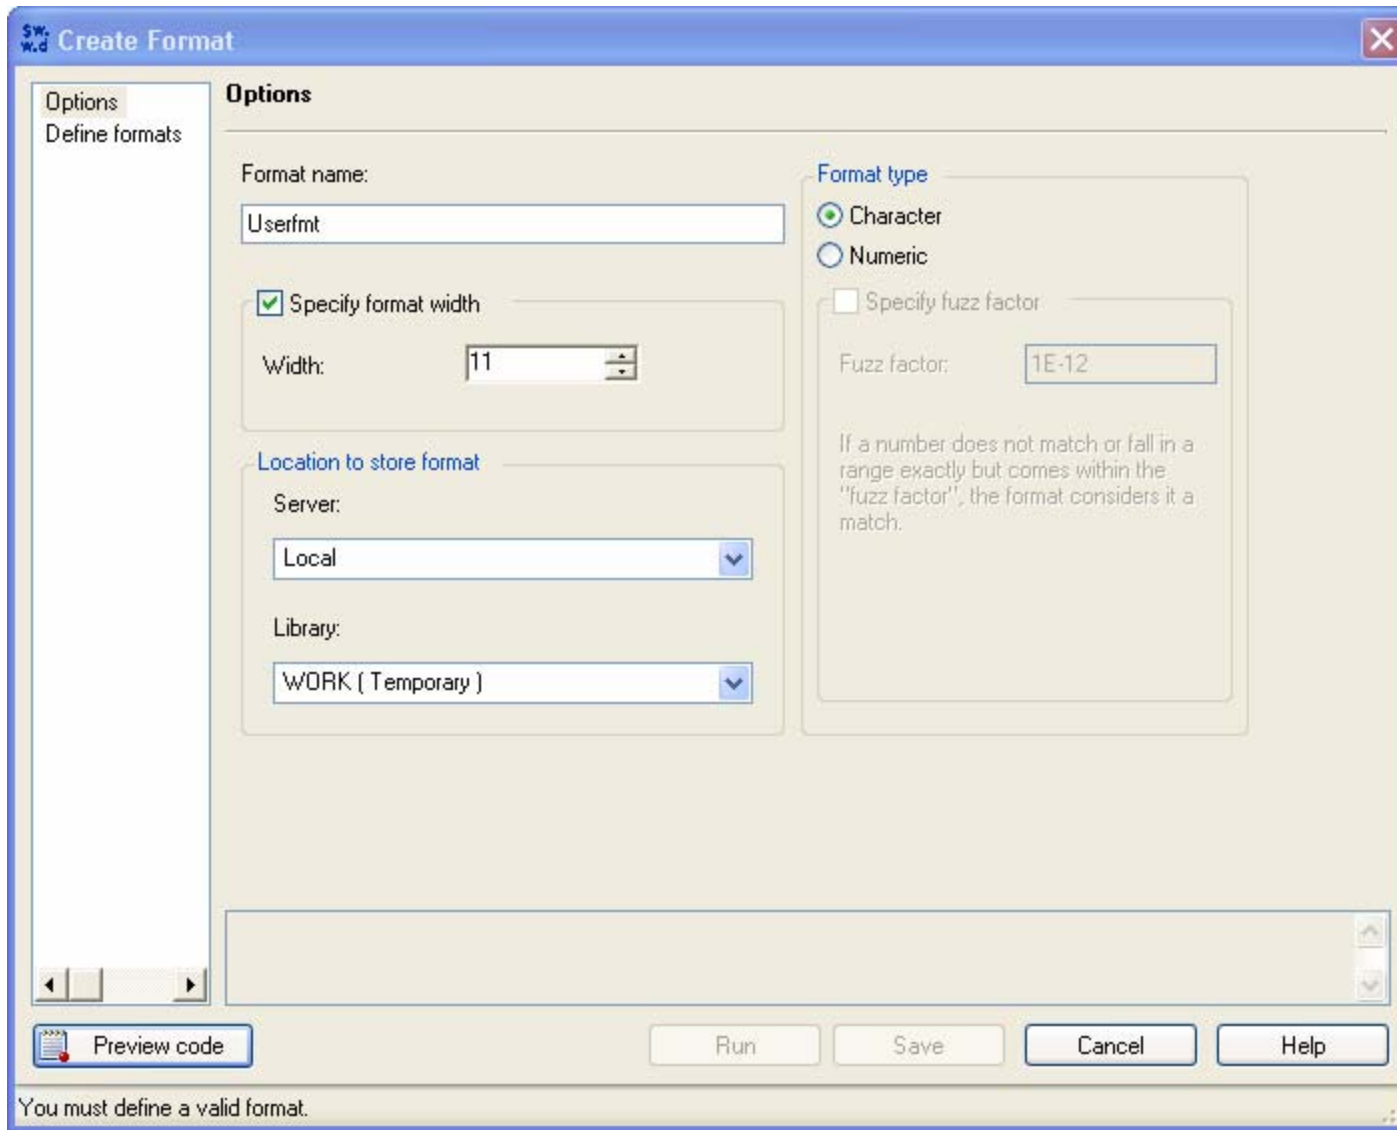 $w.
w.d
Create Format
Options
Define formats
Options
Format name:
Userfmt
Specify format width
Width:
11
Location to store format
Server:
Local
Library:
WORK ( Temporary )
Format type
Character
Numeric
Specify fuzz factor
Fuzz factor:
1E-12
If a number does not match or fall in a
range exactly but comes within the
"fuzz factor", the format considers it a
match.
Preview code
Run
Save
Cancel
Help
You must define a valid format.